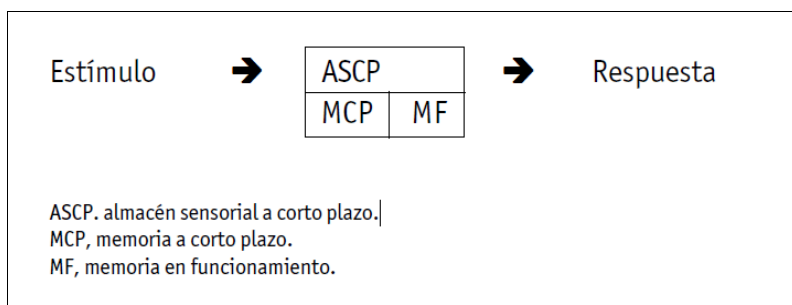 Estímulo ➔ ASCP ➔ Respuesta
MCP MF
ASCP. almacén sensorial a corto plazo.
MCP, memoria a corto plazo.
MF, memoria en funcionamiento.